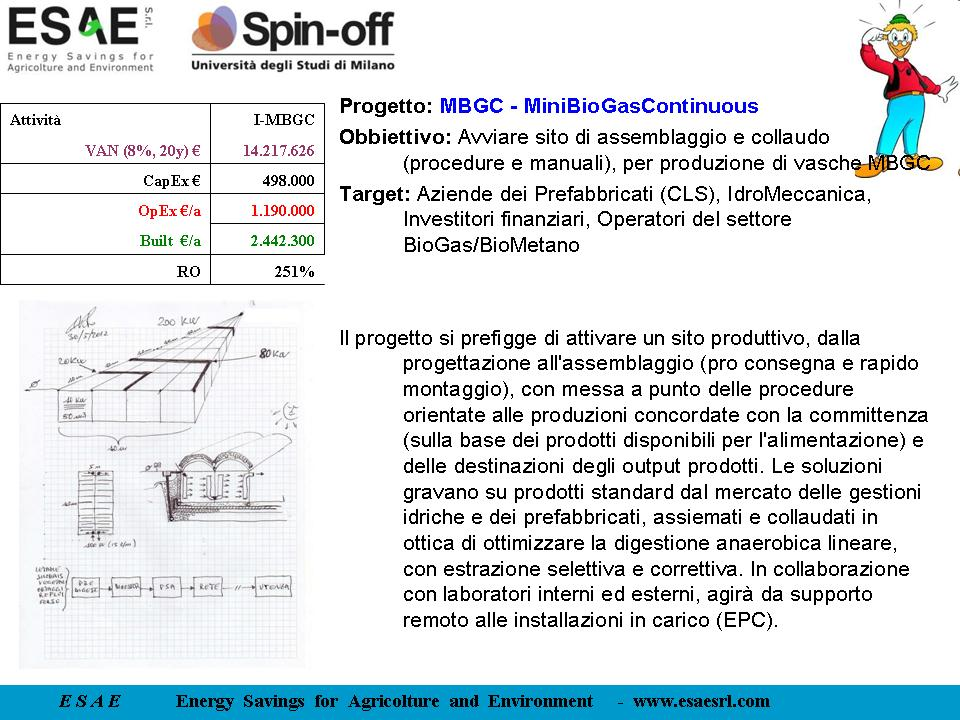 ESAE S.r.l.
Energy Savings for
Agriculture and Environment
Spin-off
Università degli Studi di Milano
Attività I-MBGC
VAN (8%, 20y) € 14.217.626
CapEx € 498.000
OpEx €/a 1.190.000
Built €/a 2.442.300
RO 251%
Progetto: MBGC - MiniBioGasContinuous
Obbiettivo: Avviare sito di assemblaggio e collaudo
(procedure e manuali), per produzione di vasche MBGC
Target: Aziende dei Prefabbricati (CLS), IdroMeccanica,
Investitori finanziari, Operatori del settore
BioGas/BioMetano
Il progetto si prefigge di attivare un sito produttivo, dalla
progettazione all'assemblaggio (pro consegna e rapido
montaggio), con messa a punto delle procedure
orientate alle produzioni concordate con la committenza
(sulla base dei prodotti disponibili per l'alimentazione) e
delle destinazioni degli output prodotti. Le soluzioni
gravano su prodotti standard dal mercato delle gestioni
idriche e dei prefabbricati, assiemati e collaudati in
ottica di ottimizzare la digestione anaerobica lineare,
con estrazione selettiva e correttiva. In collaborazione
con laboratori interni ed esterni, agirà da supporto
remoto alle installazioni in carico (EPC).
30/5/2012
200 KW
20 KW
80 KW
10 KW
50 m3
5 m
PRE
PSA
RETE
UTENZA
E S A E Energy Savings for Agricolture and Environment - www.esaesrl.com